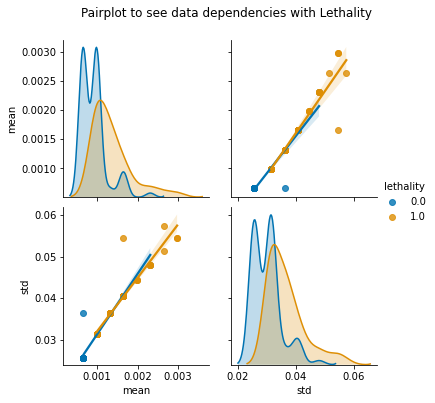 Pairplot to see data dependencies with Lethality
0.0030
0.0025
0.0020
0.0015
0.0010
mean
mean
lethality
0.0
1.0
0.06
0.05
0.04
0.03
std
0.001 0.002 0.003
mean
0.02 0.04 0.06
std